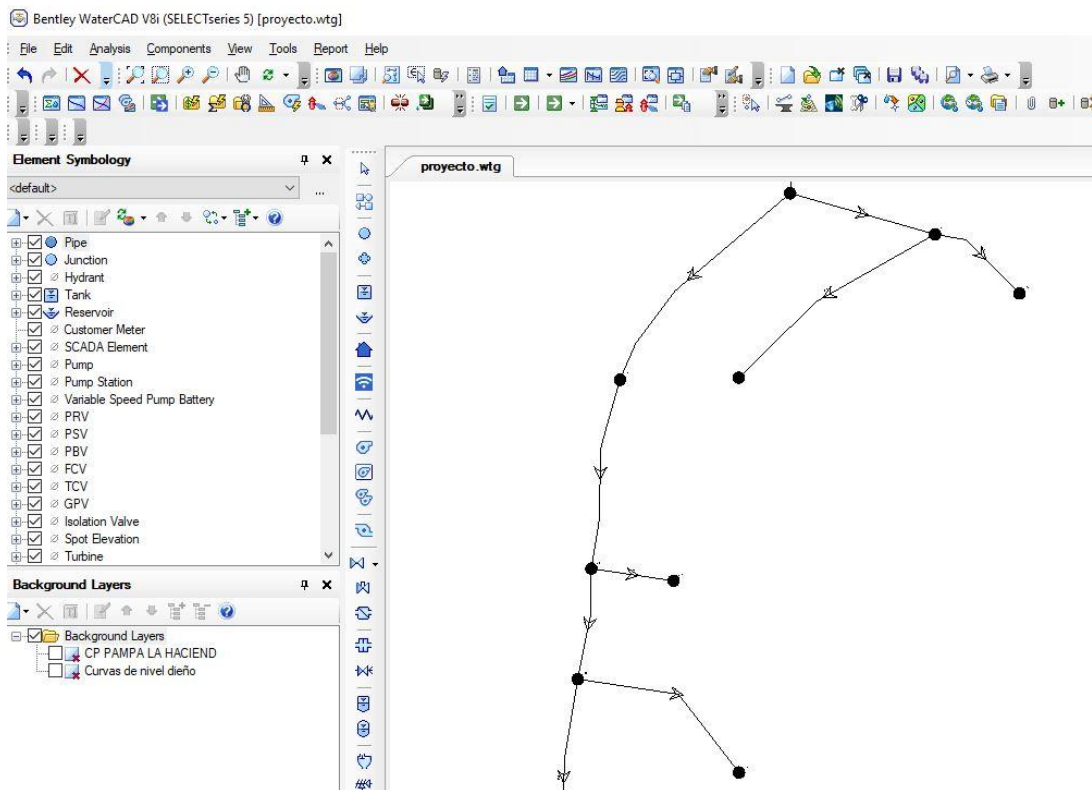 Bentley WaterCAD V8i (SELECTseries 5) [proyecto.wtg]
File Edit Analysis Components View Tools Report Help
Element Symbology
<default>
...
proyecto.wtg
Pipe
Junction
Hydrant
Tank
Reservoir
Customer Meter
SCADA Element
Pump
Pump Station
Variable Speed Pump Battery
PRV
PSV
PBV
FCV
TCV
GPV
Isolation Valve
Spot Elevation
Turbine
Background Layers
Background Layers
CP PAMPA LA HACIEND
Curvas de nivel dieño